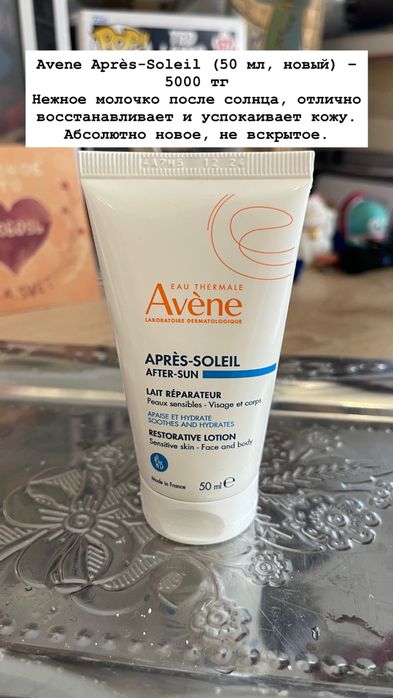 Avene Après-Soleil (50 мл, новый) –
5000 тг
Нежное молочко после солнца, отлично
восстанавливает и успокаивает кожу.
Абсолютно новое, не вскрытое.
EAU THERMALE
Avène
LABORATOIRE DERMATOLOGIQUE
APRÈS-SOLEIL
AFTER-SUN
LAIT RÉPARATEUR
Peaux sensibles - Visage et corps
APAISE ET HYDRATE
SOOTHES AND HYDRATES
RESTORATIVE LOTION
Sensitive skin - Face and body
Made in France
50 ml e